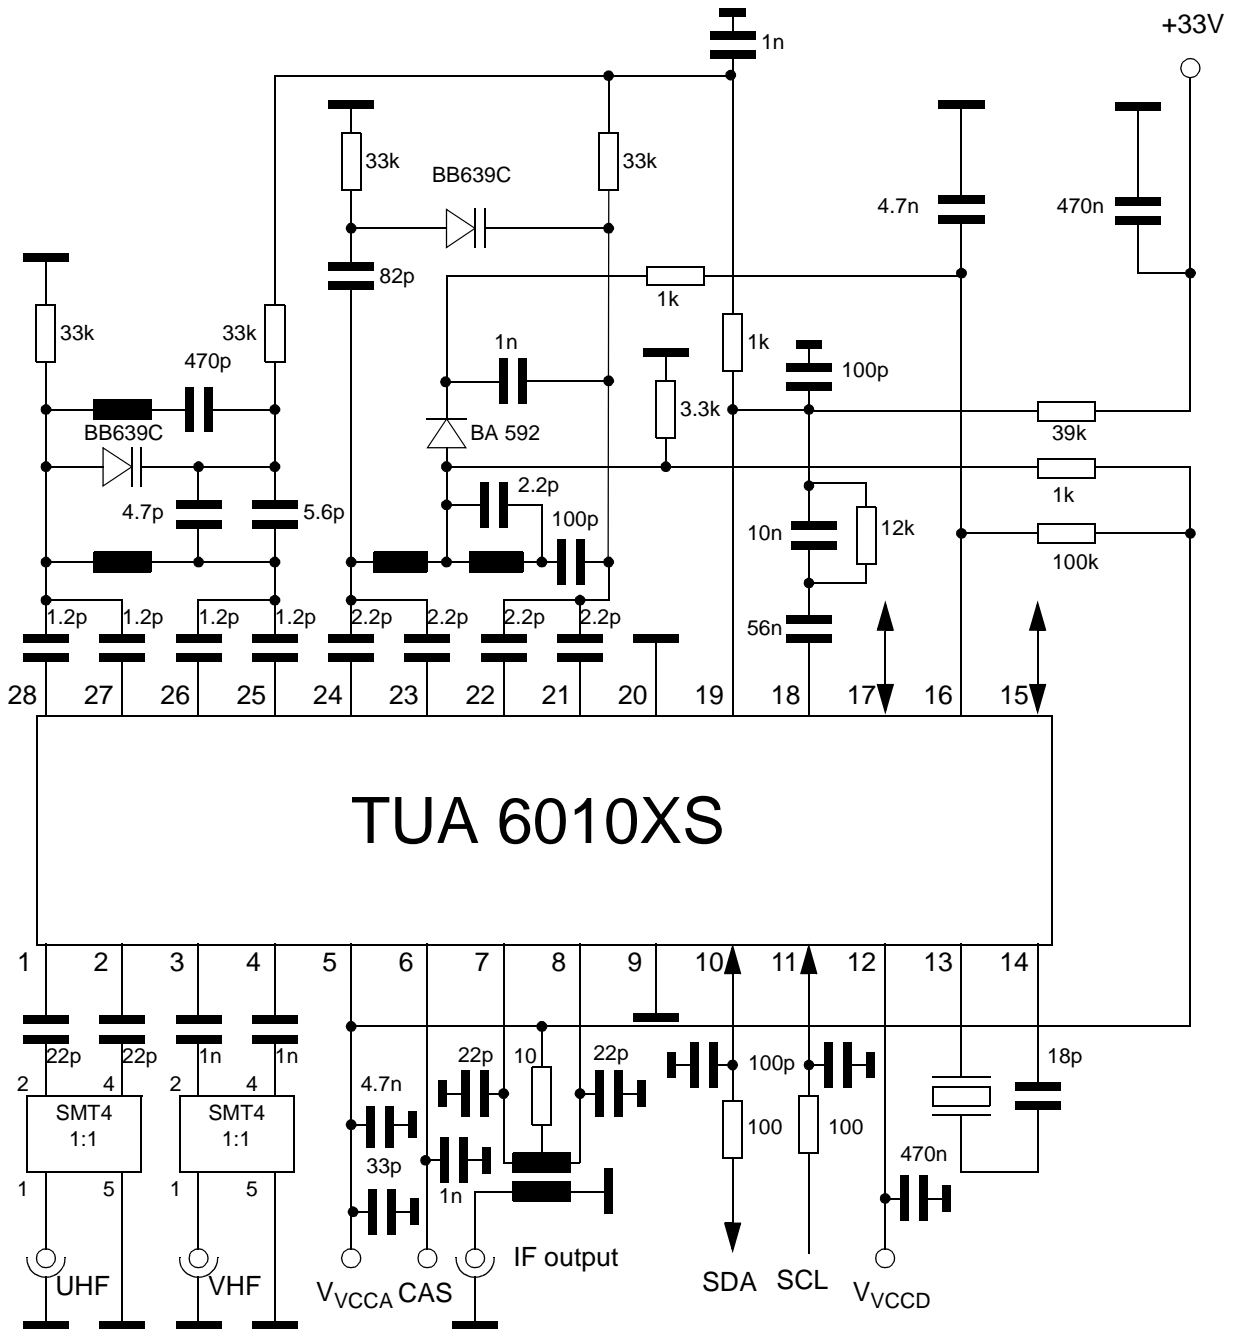 1n
+33V
33k
33k
BB639C
4.7n
470n
82p
1k
33k
33k
1n
1k
470p
100p
3.3k
BB639C
BA 592
39k
2.2p
1k
4.7p
5.6p
100p
10n
12k
100k
1.2p 1.2p 1.2p 1.2p 2.2p 2.2p 2.2p 2.2p
56n
28 27 26 25 24 23 22 21 20 19 18 17 16 15
TUA 6010XS
1 2 3 4 5 6 7 8 9 10 11 12 13 14
22p 22p 1n 1n
22p 10 22p
100p
18p
2 4 2 4
4.7n
SMT4
1:1
SMT4
1:1
100 100
33p
1n
470n
1 5 1 5
UHF
VHF
VVCCA
CAS
IF output
SDA
SCL
VVCCD